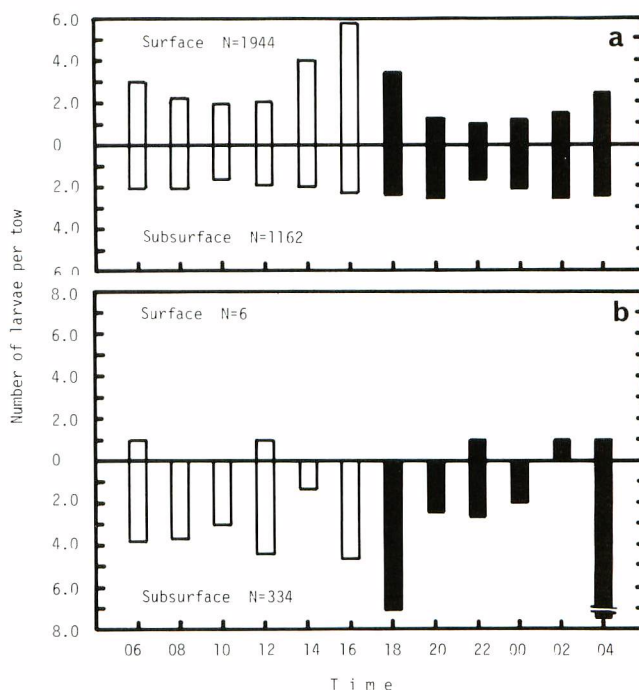 6.0
a
Surface N=1944
4.0
2.0
0
2.0
4.0
Subsurface N=1162
6.0
8.0
b
Surface N=6
6.0
4.0
2.0
0
2.0
4.0
6.0
Subsurface N=334
8.0
06 08 10 12 14 16 18 20 22 00 02 04
Time
Number of larvae per tow